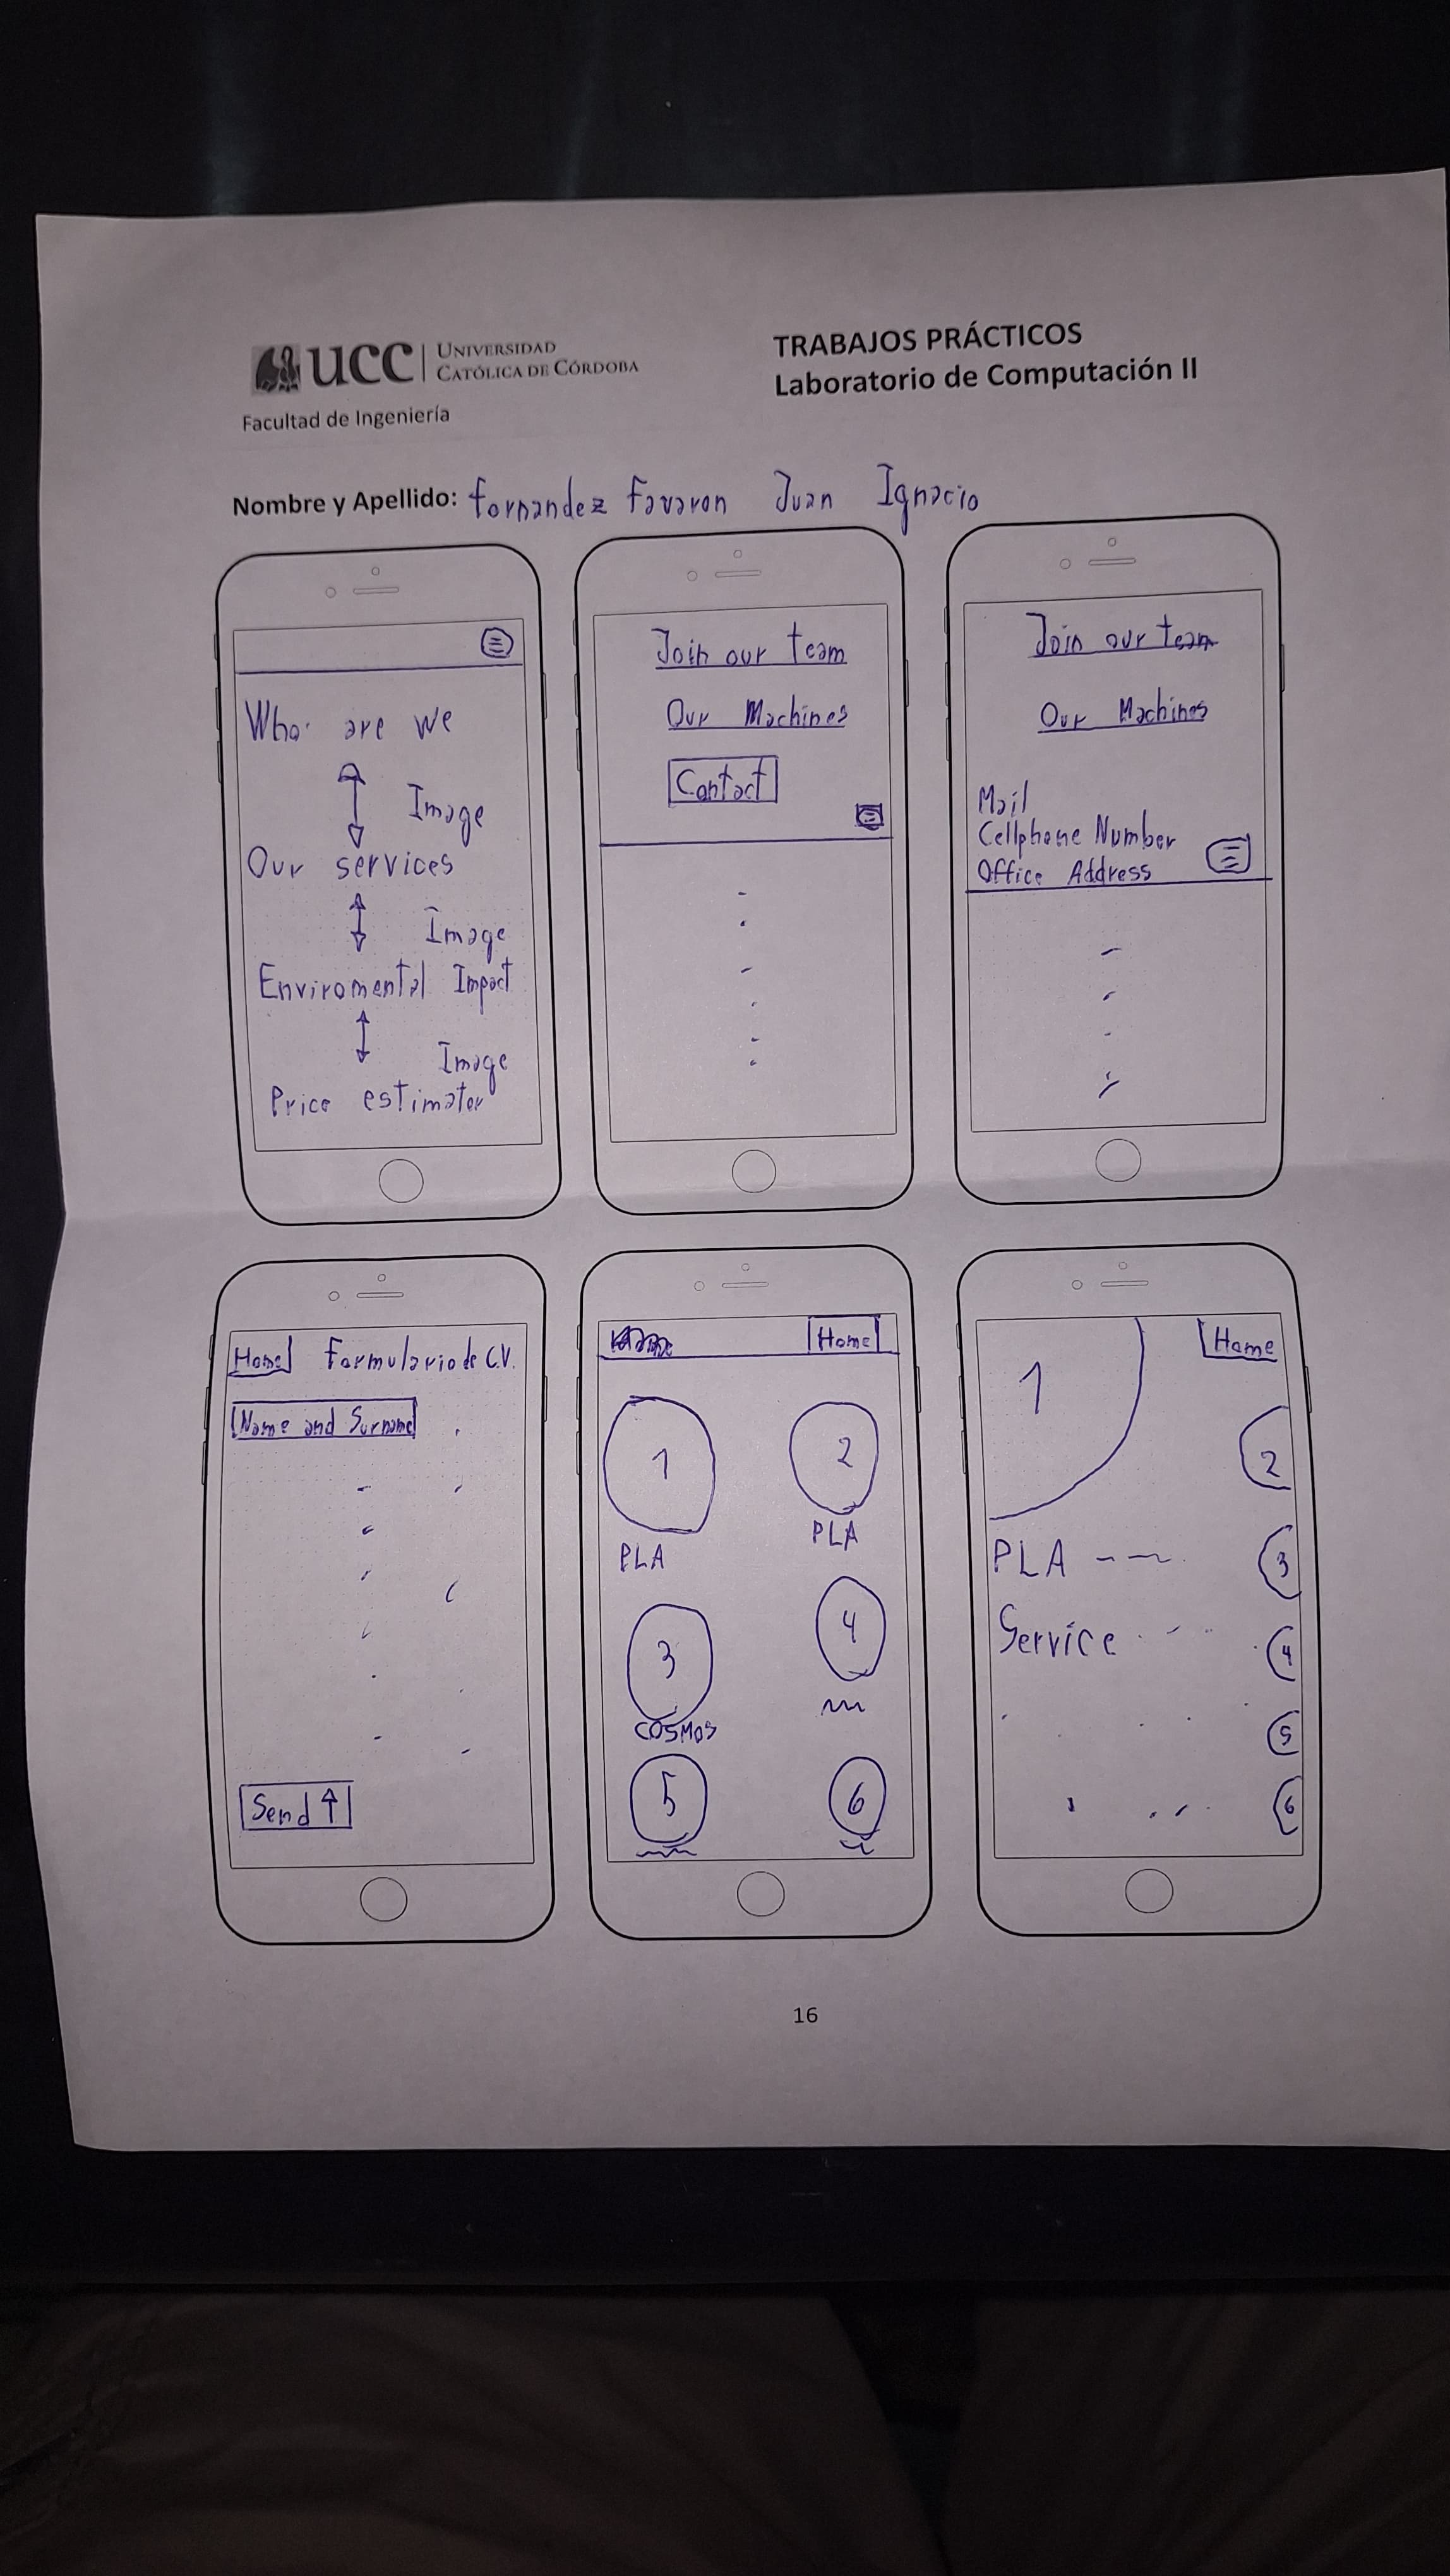 UCC UNIVERSIDAD
CATÓLICA DE CÓRDOBA
Facultad de Ingeniería
TRABAJOS PRÁCTICOS
Laboratorio de Computación II
Nombre y Apellido: Fernandez Favaron Juan Ignacio
Who are we
Image
Our services
Image
Enviromental Impact
Image
Price estimator
Join our team
Our Machines
Contact
Join our team
Our Machines
Mail
Cellphone Number
Office Address
Home Formulario de C.V.
Name and Surname
Send ↑
Home
1
2
PLA
PLA
3
4
COSMOS
5
6
Home
1
2
PLA
3
Service
4
5
6
16